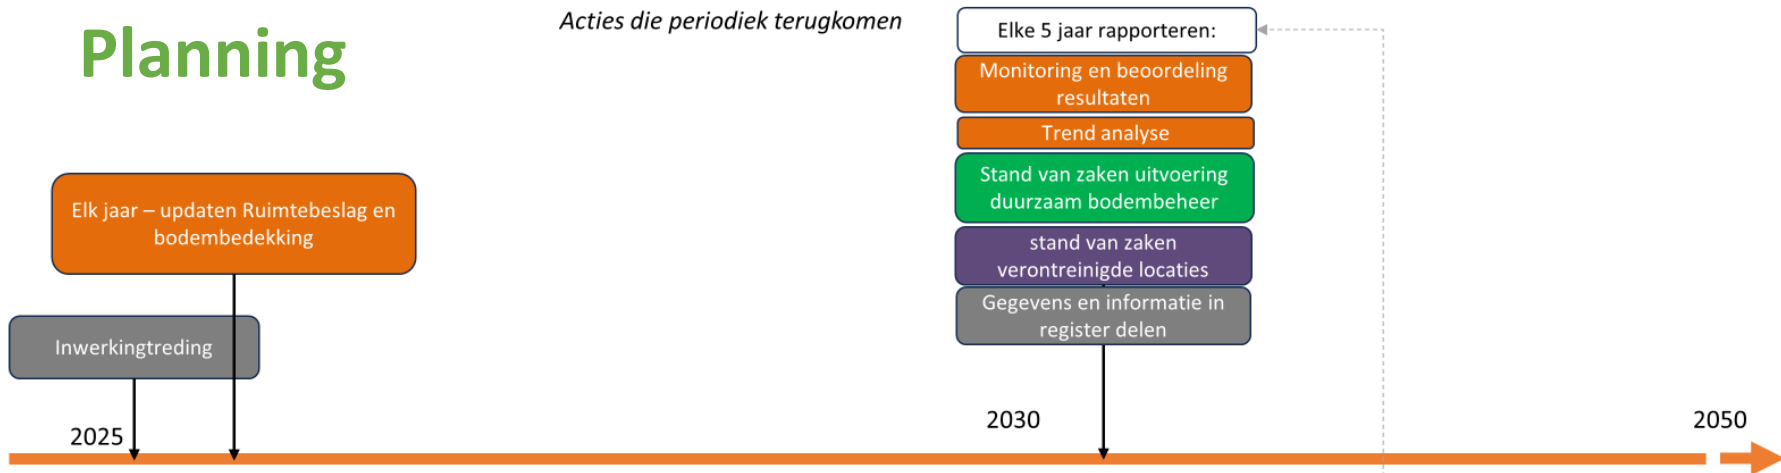 Planning
Acties die periodiek terugkomen
Elke 5 jaar rapporteren:
Monitoring en beoordeling
resultaten
Trend analyse
Stand van zaken uitvoering
duurzaam bodembeheer
stand van zaken
verontreinigde locaties
Gegevens en informatie in
register delen
Elk jaar – updaten Ruimtebeslag en
bodembedekking
Inwerkingtreding
2025
2030
2050